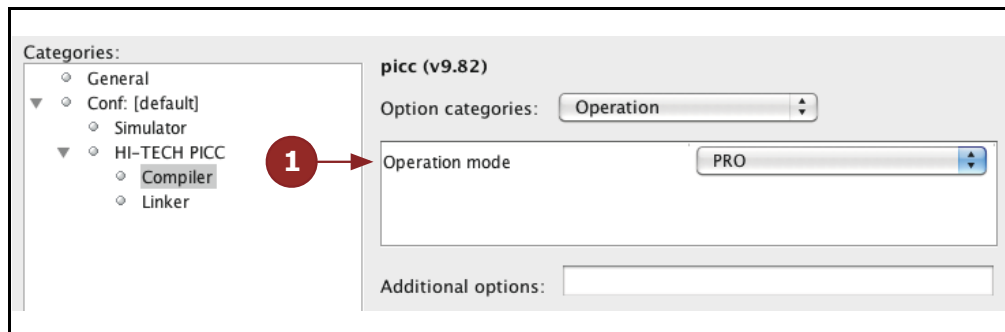 Categories:
General
Conf: [default]
Simulator
HI-TECH PICC
Compiler
Linker
picc (v9.82)
Option categories: Operation
1
Operation mode PRO
Additional options: